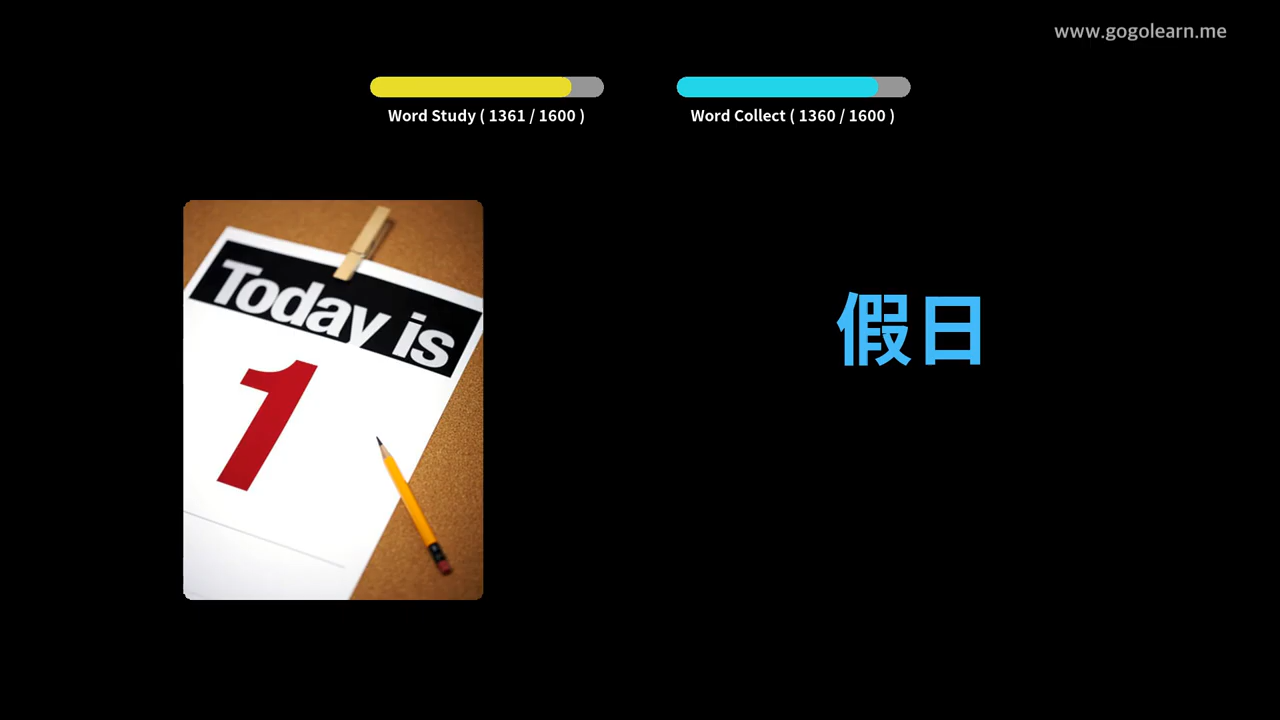 www.gogolearn.me
Word Study ( 1361 / 1600 )
Word Collect ( 1360 / 1600 )
Today is
1
假日